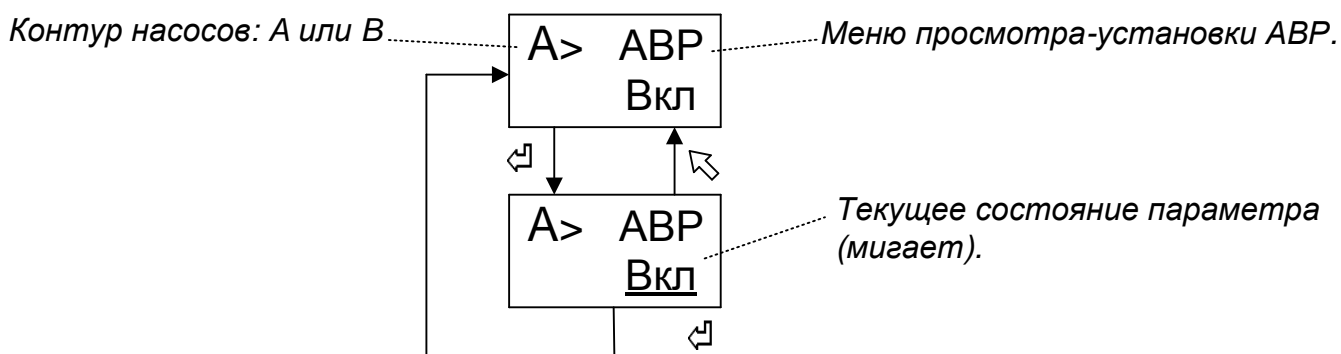 Контур насосов: А или В
А> АВР
Вкл
Меню просмотра-установки АВР.
А> АВР
Вкл
Текущее состояние параметра
(мигает).